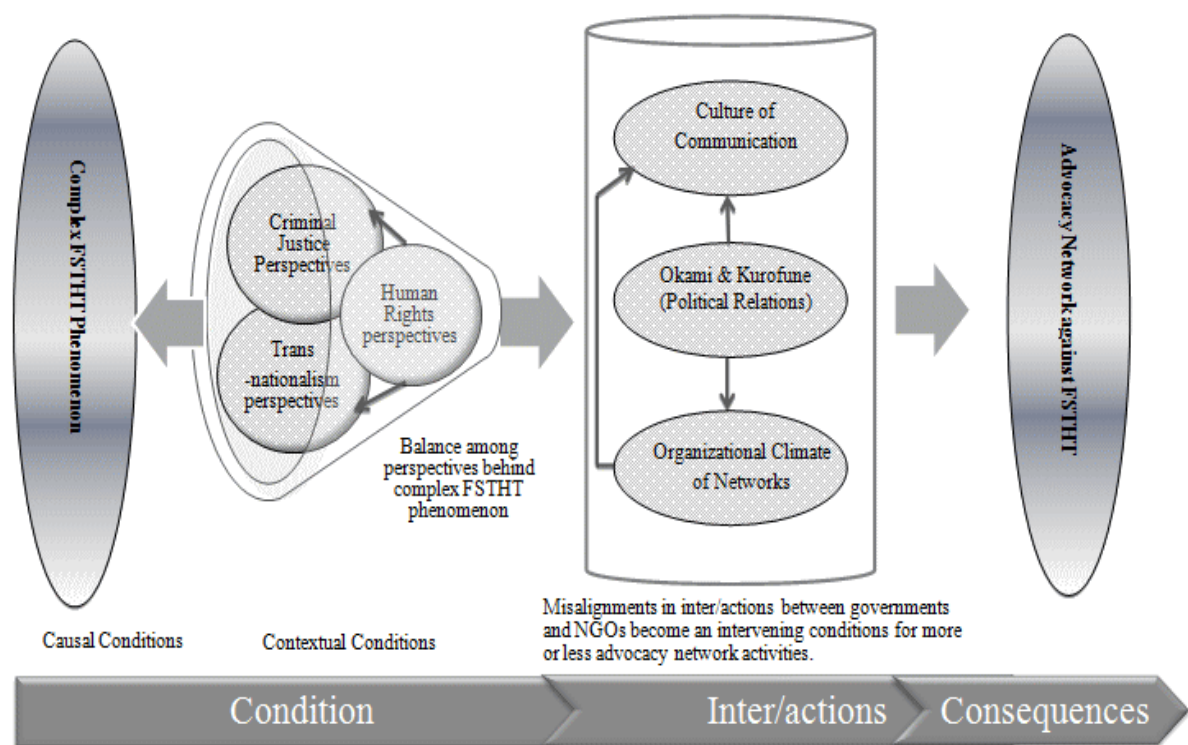 Complex FSTHT Phenomenon
Criminal
Justice
Perspectives
Trans
-nationalism
perspectives
Human
Rights
perspectives
Balance among
perspectives behind
complex FSTHT
phenomenon
Culture of
Communication
Okami & Kurofune
(Political Relations)
Organizational Climate
of Networks
Advocacy Network against FSTHT
Causal Conditions
Contextual Conditions
Misalignments in inter/actions between governments
and NGOs become an intervening conditions for more
or less advocacy network activities.
Condition
Inter/actions
Consequences